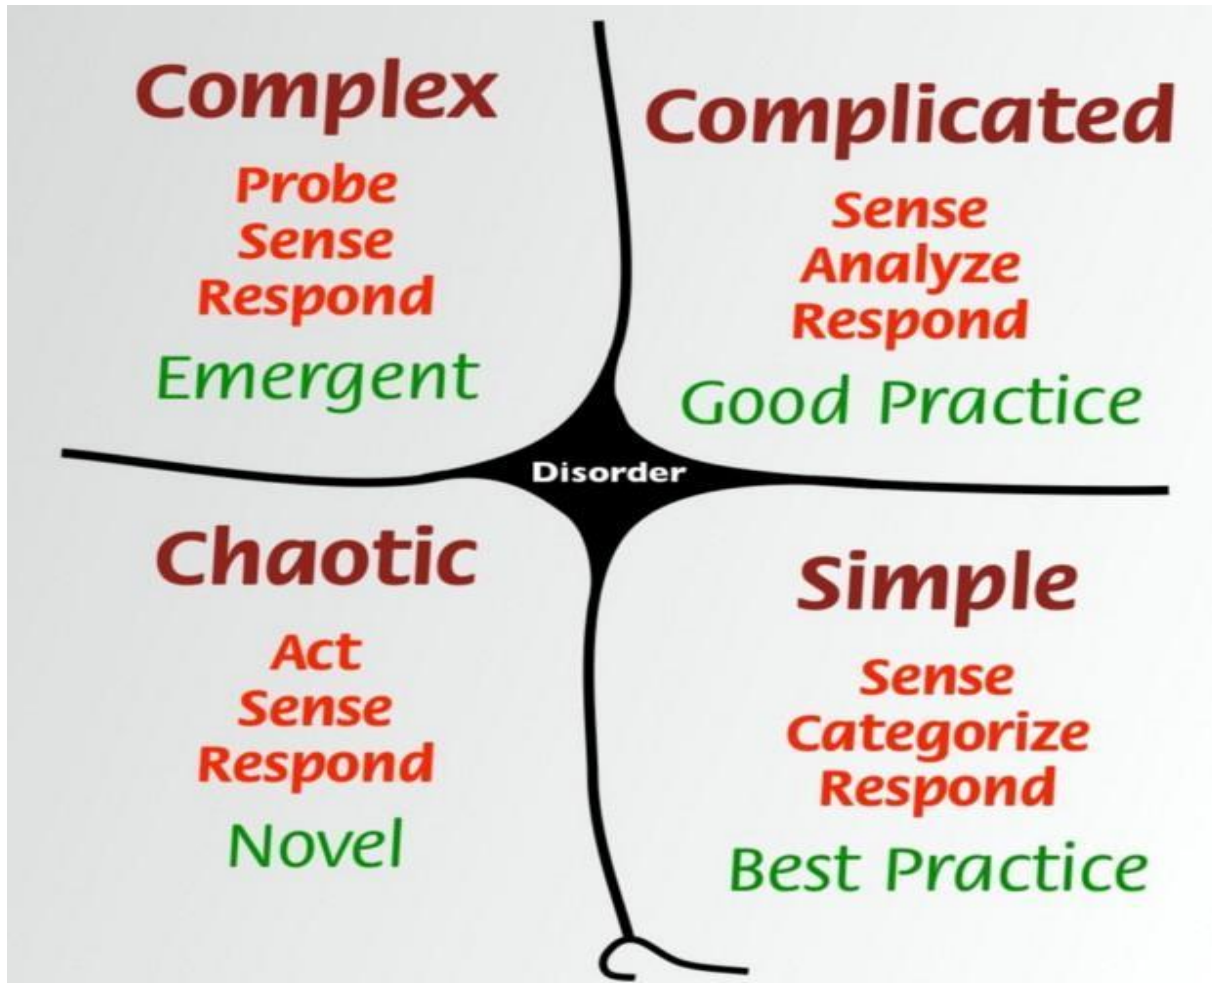 Complex
Probe
Sense
Respond
Emergent
Complicated
Sense
Analyze
Respond
Good Practice
Disorder
Chaotic
Act
Sense
Respond
Novel
Simple
Sense
Categorize
Respond
Best Practice